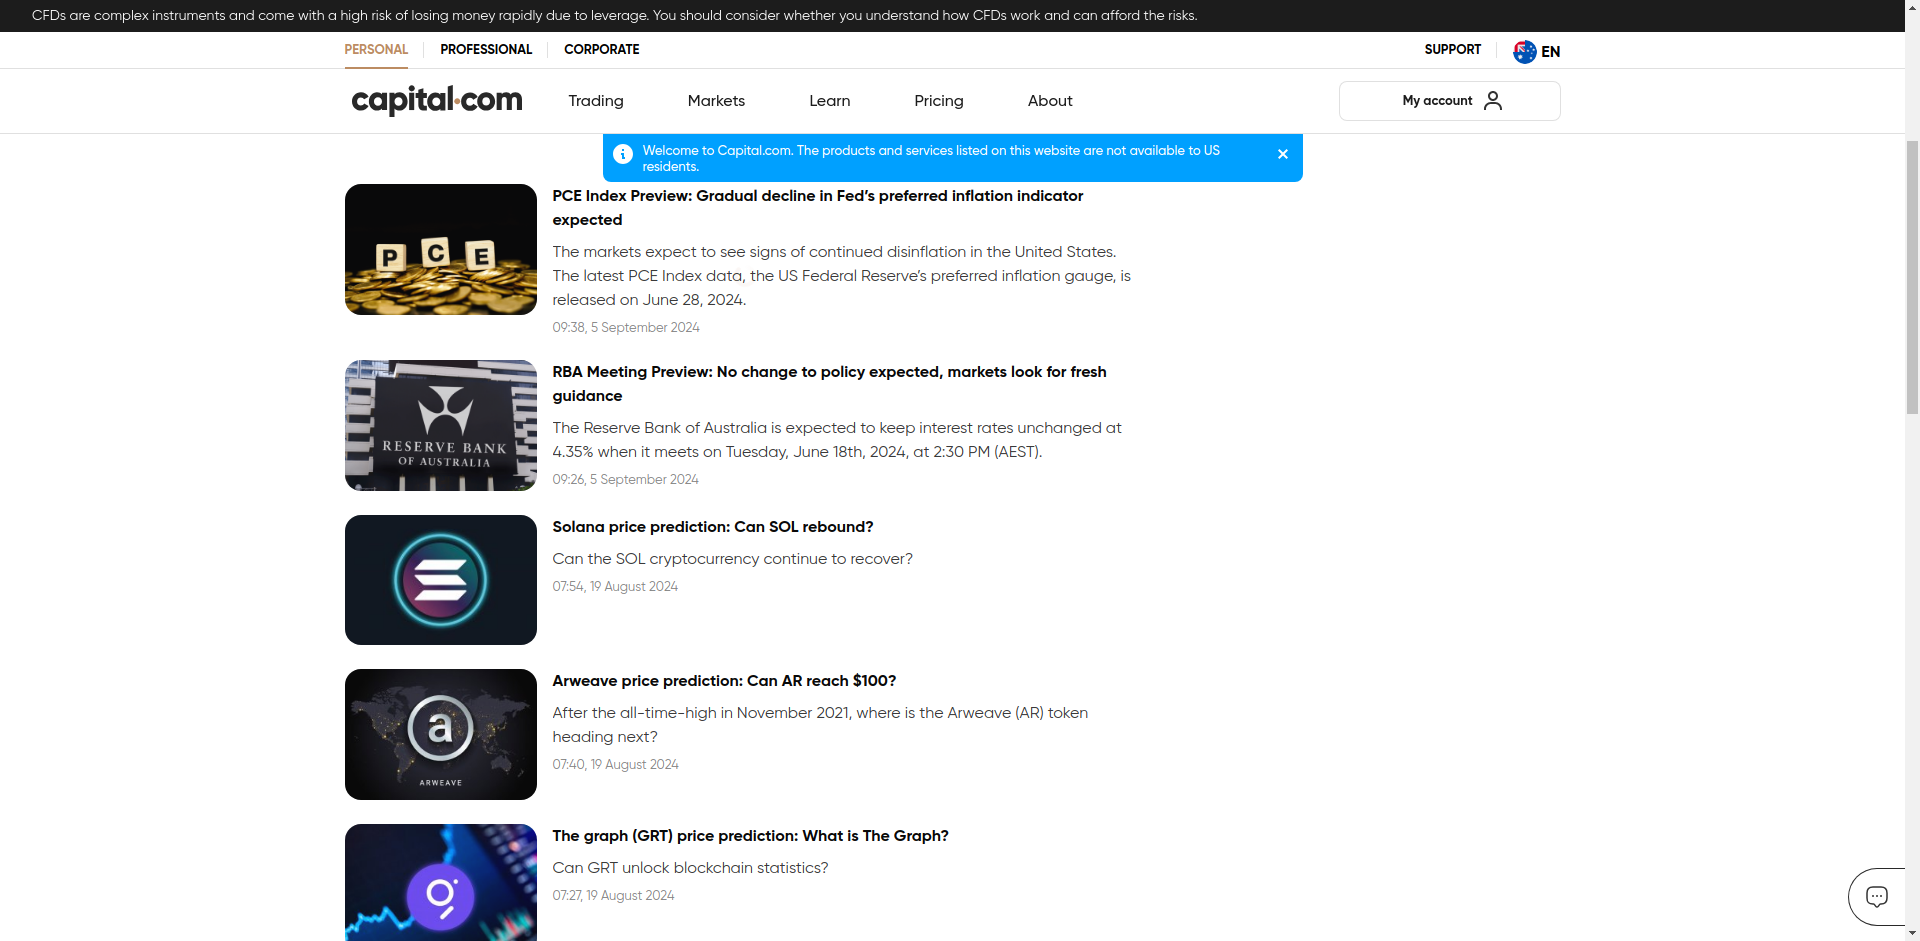 CFDs are complex instruments and come with a high risk of losing money rapidly due to leverage. You should consider whether you understand how CFDs work and can afford the risks.
PERSONAL
PROFESSIONAL
CORPORATE
SUPPORT
EN
capital.com
Trading
Markets
Learn
Pricing
About
My account
Welcome to Capital.com. The products and services listed on this website are not available to US
residents.
P C E
PCE Index Preview: Gradual decline in Fed’s preferred inflation indicator
expected
The markets expect to see signs of continued disinflation in the United States.
The latest PCE Index data, the US Federal Reserve’s preferred inflation gauge, is
released on June 28, 2024.
09:38, 5 September 2024
RESERVE BANK
OF AUSTRALIA
RBA Meeting Preview: No change to policy expected, markets look for fresh
guidance
The Reserve Bank of Australia is expected to keep interest rates unchanged at
4.35% when it meets on Tuesday, June 18th, 2024, at 2:30 PM (AEST).
09:26, 5 September 2024
Solana price prediction: Can SOL rebound?
Can the SOL cryptocurrency continue to recover?
07:54, 19 August 2024
a
ARWEAVE
Arweave price prediction: Can AR reach $100?
After the all-time-high in November 2021, where is the Arweave (AR) token
heading next?
07:40, 19 August 2024
The graph (GRT) price prediction: What is The Graph?
Can GRT unlock blockchain statistics?
07:27, 19 August 2024